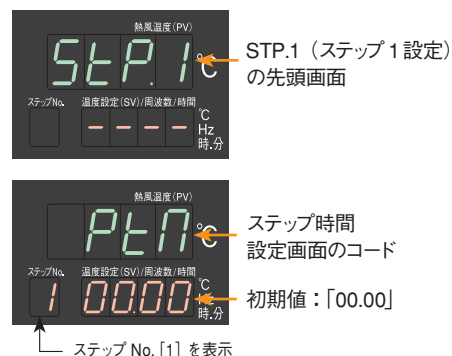 熱風温度(PV)
StP.1 ℃
STP.1(ステップ1設定)
の先頭画面
ステップNo. 温度設定(SV)/周波数/時間
- - - -
℃
Hz
時.分
熱風温度(PV)
PtM ℃
ステップ時間
設定画面のコード
ステップNo. 温度設定(SV)/周波数/時間
1 00.00
℃
Hz
時.分
初期値:「00.00」
ステップ No.[1] を表示